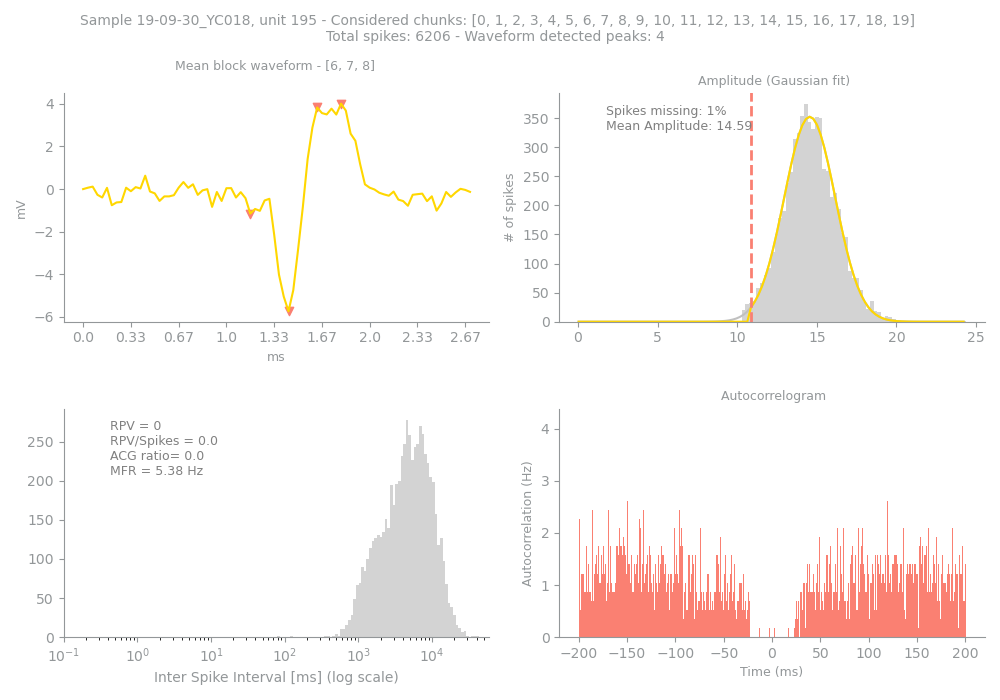 Sample 19-09-30_YC018, unit 195 - Considered chunks: [0, 1, 2, 3, 4, 5, 6, 7, 8, 9, 10, 11, 12, 13, 14, 15, 16, 17, 18, 19]
Total spikes: 6206 - Waveform detected peaks: 4
Mean block waveform - [6, 7, 8]
4
2
0
−2
−4
−6
mV
0.0 0.33 0.67 1.0 1.33 1.67 2.0 2.33 2.67
ms
Amplitude (Gaussian fit)
Spikes missing: 1%
Mean Amplitude: 14.59
350
300
250
200
150
100
50
0
# of spikes
0 5 10 15 20 25
RPV = 0
RPV/Spikes = 0.0
ACG ratio= 0.0
MFR = 5.38 Hz
250
200
150
100
50
0
10⁻¹ 10⁰ 10¹ 10² 10³ 10⁴
Inter Spike Interval [ms] (log scale)
Autocorrelogram
4
3
2
1
0
Autocorrelation (Hz)
−200 −150 −100 −50 0 50 100 150 200
Time (ms)